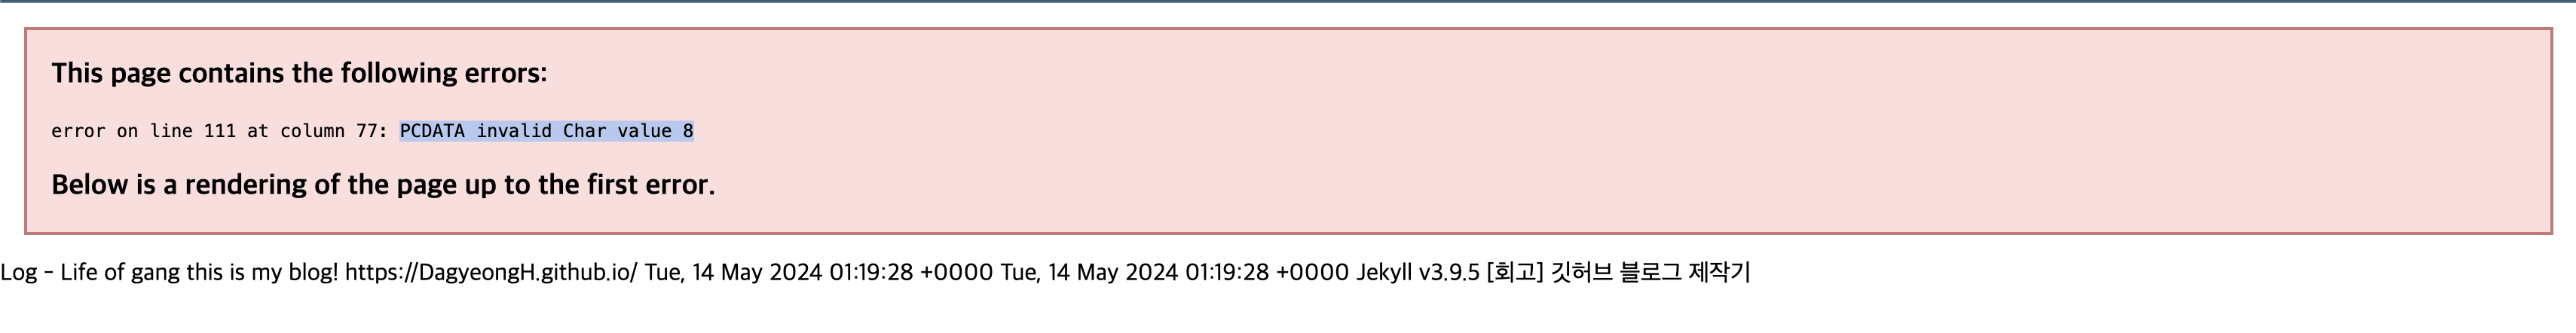 This page contains the following errors:
error on line 111 at column 77: PCDATA invalid Char value 8
Below is a rendering of the page up to the first error.
Log - Life of gang this is my blog! https://DagyeongH.github.io/ Tue, 14 May 2024 01:19:28 +0000 Tue, 14 May 2024 01:19:28 +0000 Jekyll v3.9.5 [회고] 깃허브 블로그 제작기